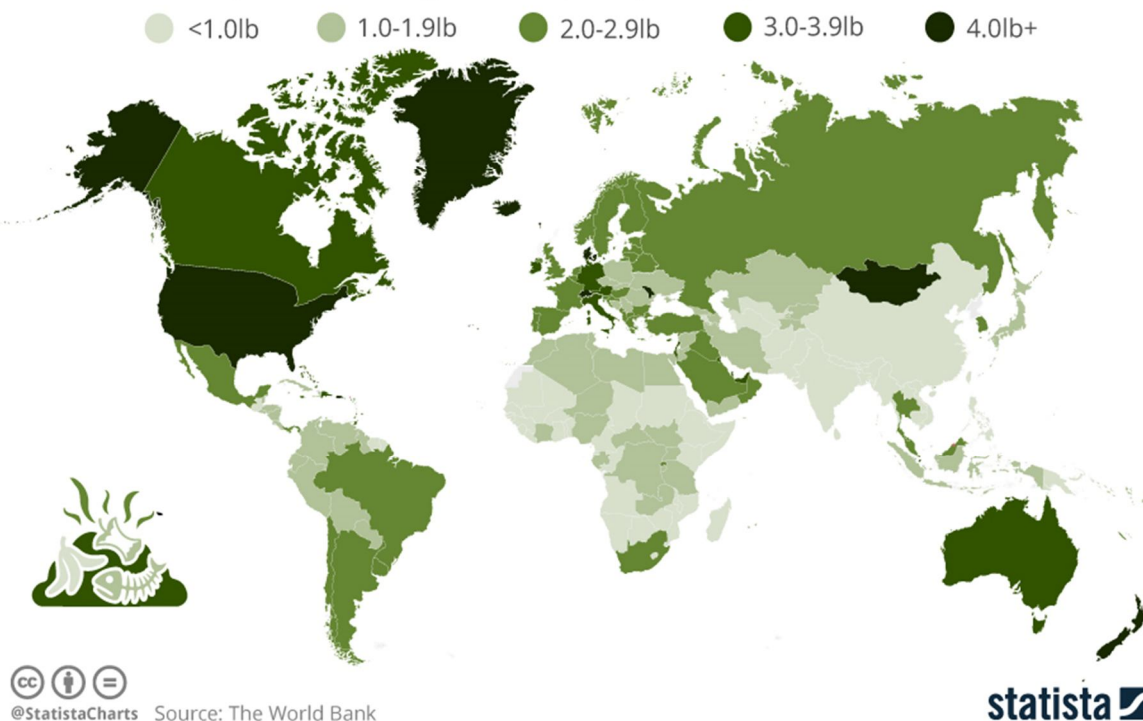 <1.0lb 1.0-1.9lb 2.0-2.9lb 3.0-3.9lb 4.0lb+
cc
@StatistaCharts Source: The World Bank
statista